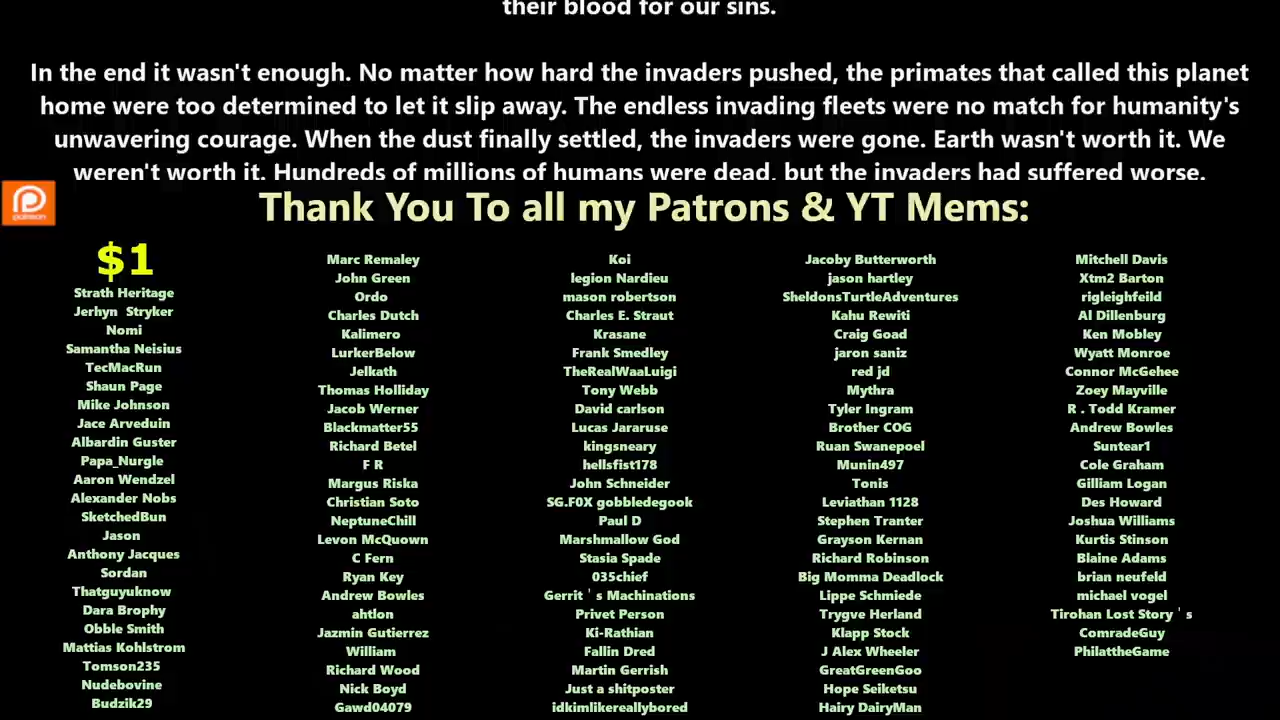 their blood for our sins.
In the end it wasn't enough. No matter how hard the invaders pushed, the primates that called this planet
home were too determined to let it slip away. The endless invading fleets were no match for humanity's
unwavering courage. When the dust finally settled, the invaders were gone. Earth wasn't worth it. We
weren't worth it. Hundreds of millions of humans were dead, but the invaders had suffered worse.
patreon
Thank You To all my Patrons & YT Mems:
$1
Strath Heritage
Jerhyn  Stryker
Nomi
Samantha Neisius
TecMacRun
Shaun Page
Mike Johnson
Jace Arveduin
Albardin Guster
Papa_Nurgle
Aaron Wendzel
Alexander Nobs
SketchedBun
Jason
Anthony Jacques
Sordan
Thatguyuknow
Dara Brophy
Obble Smith
Mattias Kohlstrom
Tomson235
Nudebovine
Budzik29
Marc Remaley
John Green
Ordo
Charles Dutch
Kalimero
LurkerBelow
Jelkath
Thomas Holliday
Jacob Werner
Blackmatter55
Richard Betel
F R
Margus Riska
Christian Soto
NeptuneChill
Levon McQuown
C Fern
Ryan Key
Andrew Bowles
ahtlon
Jazmin Gutierrez
William
Richard Wood
Nick Boyd
Gawd04079
Koi
legion Nardieu
mason robertson
Charles E. Straut
Krasane
Frank Smedley
TheRealWaaLuigi
Tony Webb
David carlson
Lucas Jararuse
kingsneary
hellsfist178
John Schneider
SG.F0X gobbledegook
Paul D
Marshmallow God
Stasia Spade
035chief
Gerrit ' s Machinations
Privet Person
Ki-Rathian
Fallin Dred
Martin Gerrish
Just a shitposter
idkimlikereallybored
Jacoby Butterworth
jason hartley
SheldonsTurtleAdventures
Kahu Rewiti
Craig Goad
jaron saniz
red jd
Mythra
Tyler Ingram
Brother COG
Ruan Swanepoel
Munin497
Tonis
Leviathan 1128
Stephen Tranter
Grayson Kernan
Richard Robinson
Big Momma Deadlock
Lippe Schmiede
Trygve Herland
Klapp Stock
J Alex Wheeler
GreatGreenGoo
Hope Seiketsu
Hairy DairyMan
Mitchell Davis
Xtm2 Barton
rigleighfeild
Al Dillenburg
Ken Mobley
Wyatt Monroe
Connor McGehee
Zoey Mayville
R . Todd Kramer
Andrew Bowles
Suntear1
Cole Graham
Gilliam Logan
Des Howard
Joshua Williams
Kurtis Stinson
Blaine Adams
brian neufeld
michael vogel
Tirohan Lost Story ' s
ComradeGuy
PhilattheGame